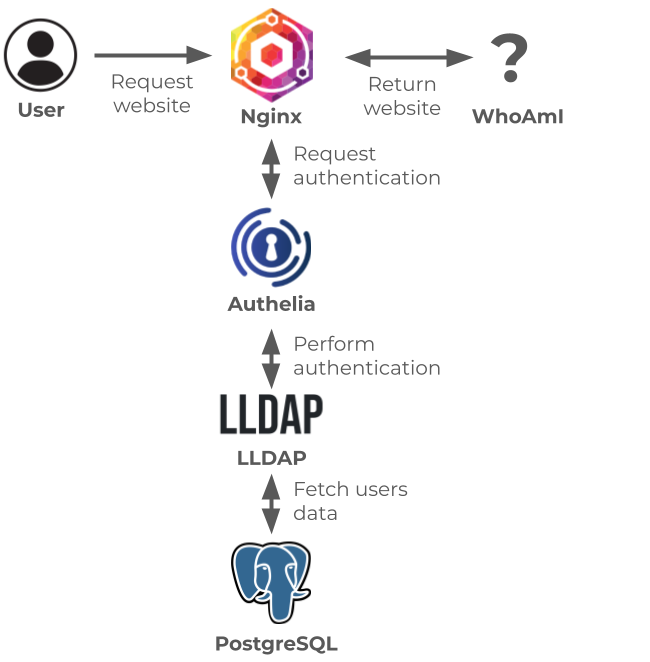 Request
website
User
Return
website
?
Nginx
WhoAmI
Request
authentication
Authelia
Perform
authentication
LLDAP
LLDAP
Fetch users
data
PostgreSQL